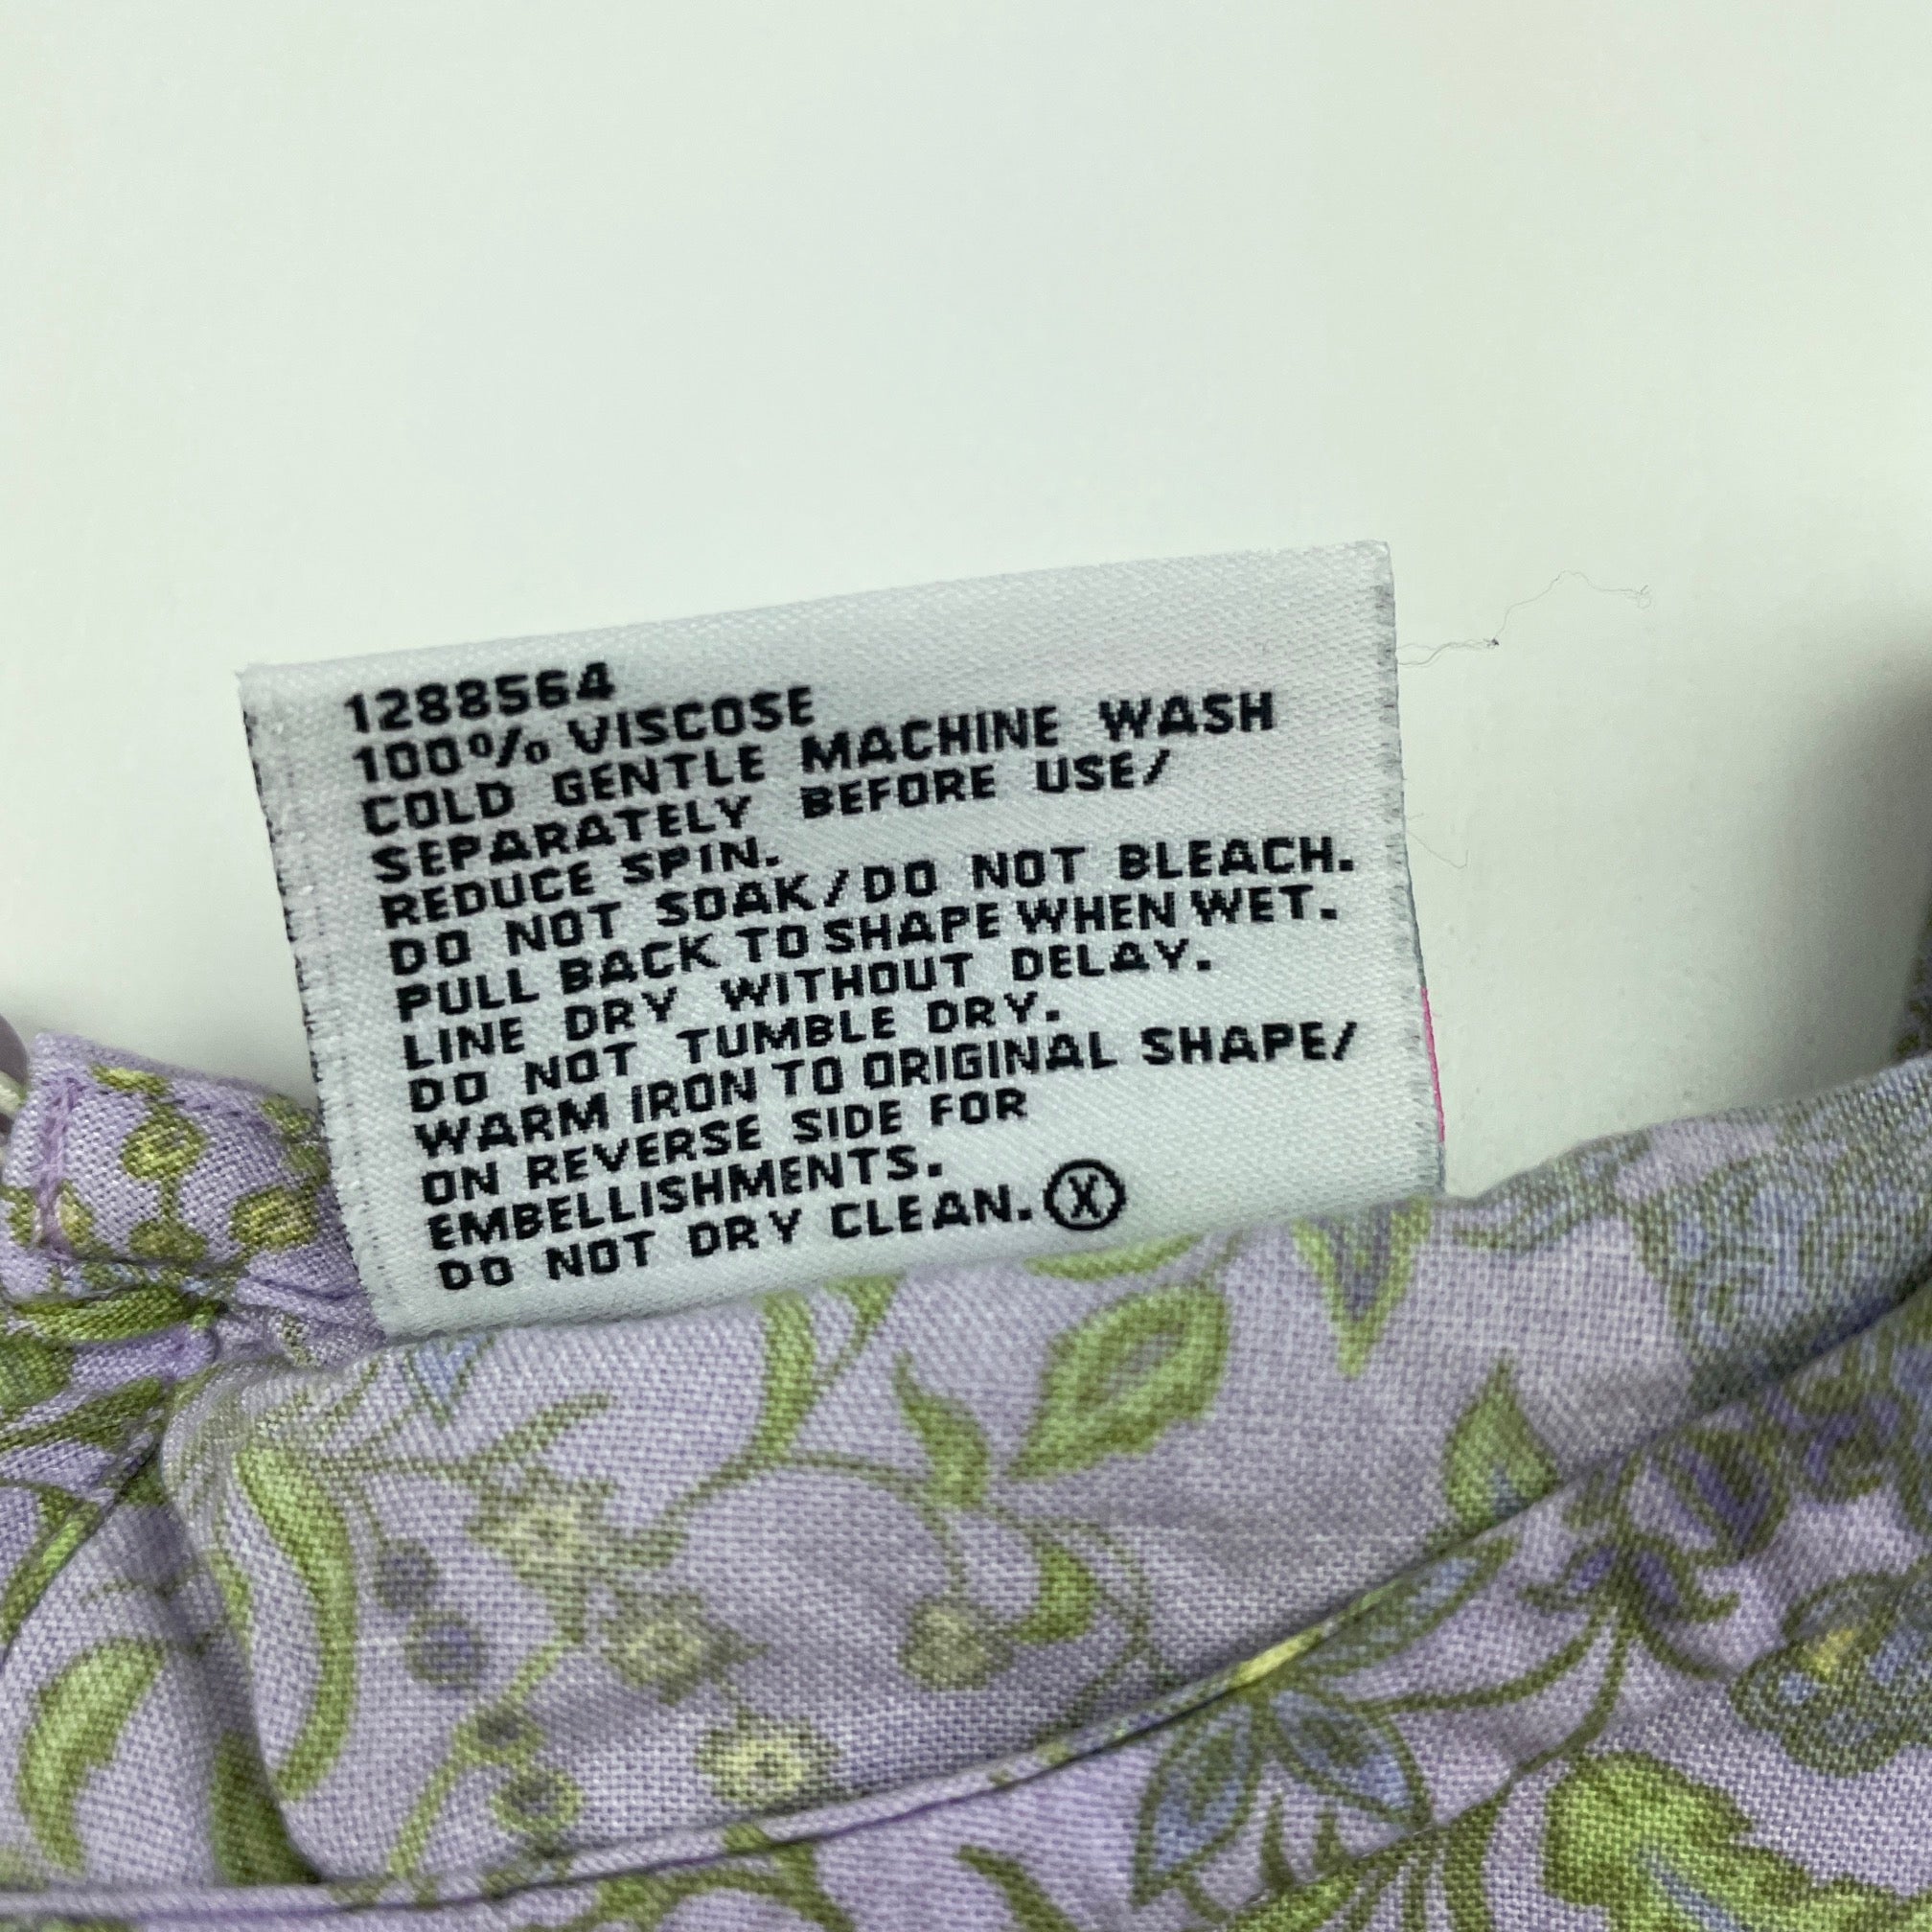 1288564
100% VISCOSE
COLD GENTLE MACHINE WASH
SEPARATELY BEFORE USE/
REDUCE SPIN.
DO NOT SOAK/DO NOT BLEACH.
PULL BACK TO SHAPE WHEN WET.
LINE DRY WITHOUT DELAY.
DO NOT TUMBLE DRY.
WARM IRON TO ORIGINAL SHAPE/
ON REVERSE SIDE FOR
EMBELLISHMENTS.
DO NOT DRY CLEAN. Ⓧ